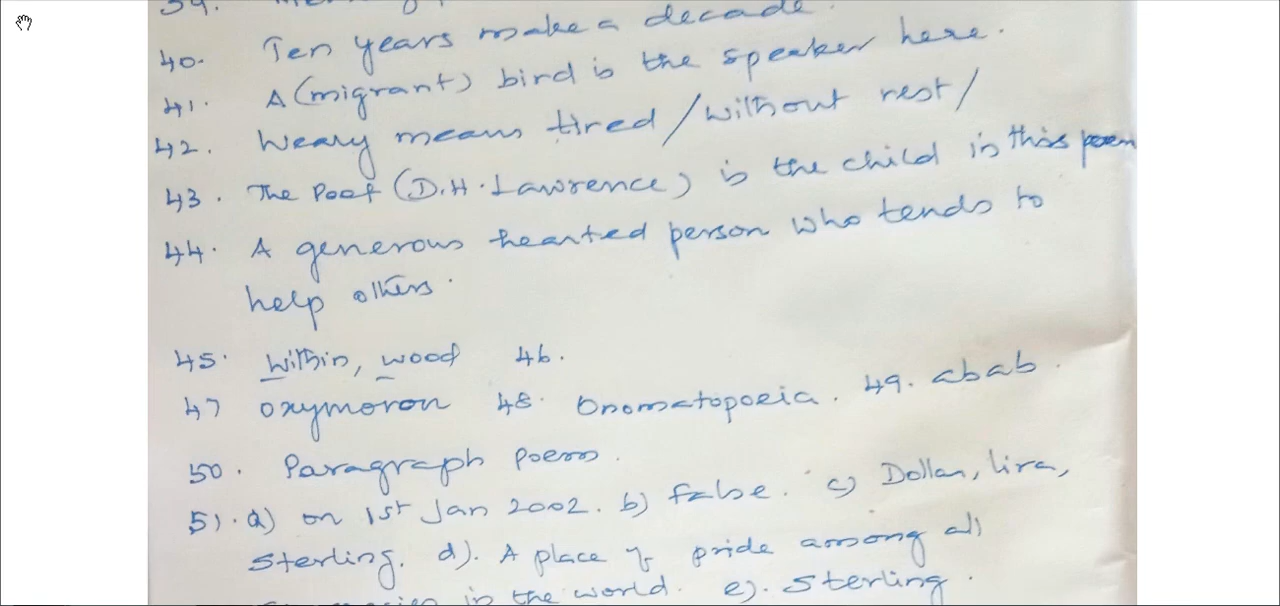 40. Ten years make a decade.
41. A (migrant) bird is the speaker here.
42. Weary means tired / without rest /
43. The Poet (D.H. Lawrence) is the child in this poem
44. A generous hearted person who tends to
help others.
45. Within, wood 46.
47 oxymoron 48. Onomatopoeia. 49. abab.
50. Paragraph Poems.
51. a) on 1st Jan 2002. b) false. c) Dollar, lira,
sterling. d). A place of pride among all
in the world. e). Sterling.